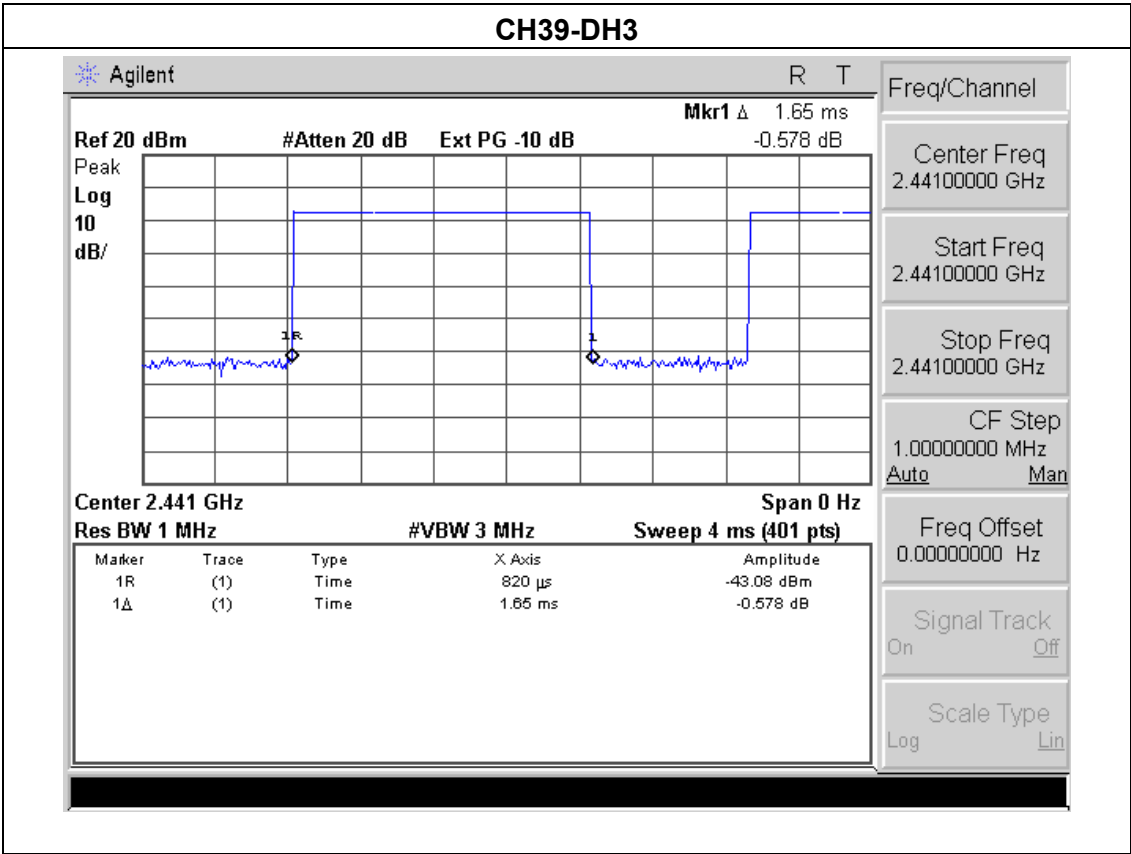 CH39-DH3
Agilent R T
Mkr1 Δ 1.65 ms
Ref 20 dBm #Atten 20 dB Ext PG -10 dB -0.578 dB
Peak
Log
10
dB/
1R
1
Center 2.441 GHz Span 0 Hz
Res BW 1 MHz #VBW 3 MHz Sweep 4 ms (401 pts)
Marker Trace Type X Axis Amplitude
1R (1) Time 820 µs -43.08 dBm
1Δ (1) Time 1.65 ms -0.578 dB
Freq/Channel
Center Freq
2.44100000 GHz
Start Freq
2.44100000 GHz
Stop Freq
2.44100000 GHz
CF Step
1.00000000 MHz
Auto Man
Freq Offset
0.00000000 Hz
Signal Track
On Off
Scale Type
Log Lin